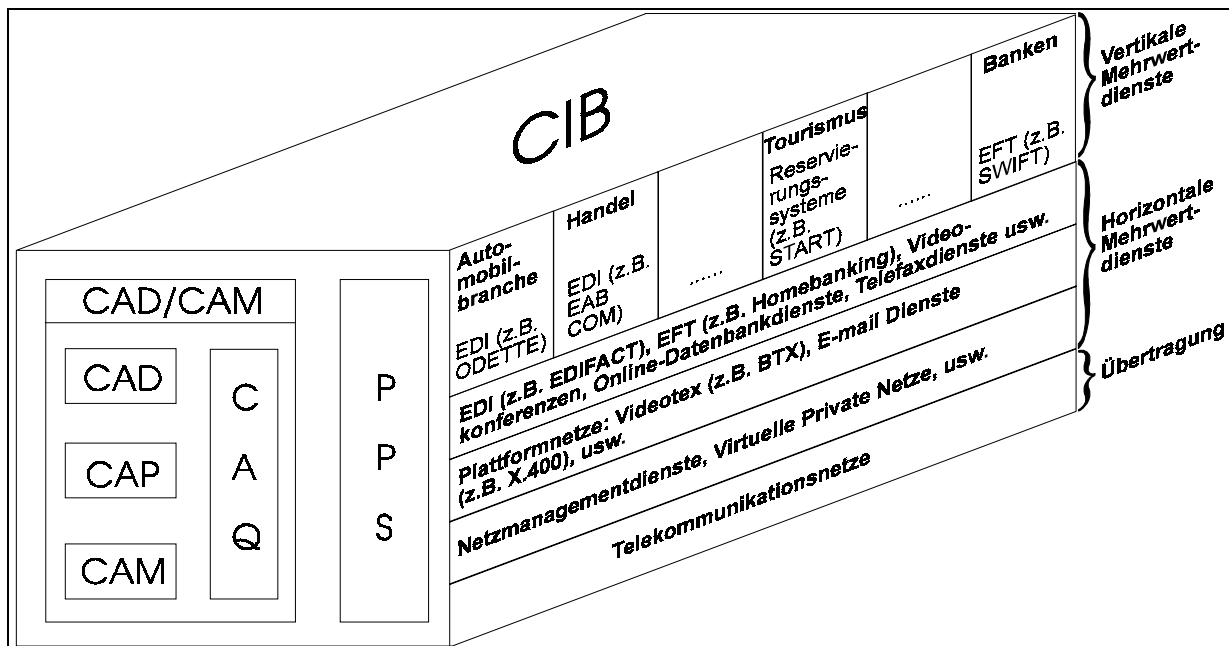 CIB
CAD/CAM
CAD
CAP
CAM
C
A
Q
P
P
S
Auto-
mobil-
branche
EDI (z.B.
ODETTE)
Handel
EDI (z.B.
EAB
COM)
......
Tourismus
Reservie-
rungs-
systeme
(z.B.
START)
......
Banken
EFT (z.B.
SWIFT)
EDI (z.B. EDIFACT), EFT (z.B. Homebanking), Video-
konferenzen, Online-Datenbankdienste, Telefaxdienste usw.
Plattformnetze: Videotex (z.B. BTX), E-mail Dienste
(z.B. X.400), usw.
Netzmanagementdienste, Virtuelle Private Netze, usw.
Telekommunikationsnetze
Vertikale
Mehrwert-
dienste
Horizontale
Mehrwert-
dienste
Übertragung